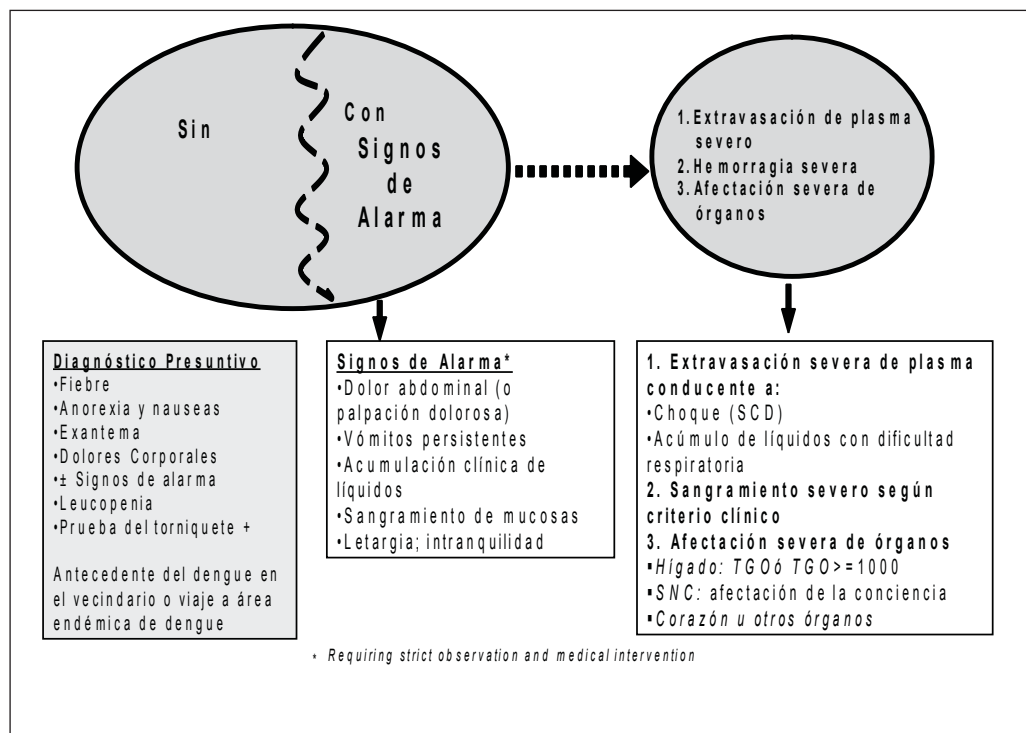 Sin
Con
Signos
de
Alarma
1. Extravasación de plasma
severo
2. Hemorragia severa
3. Afectación severa de
órganos
Diagnóstico Presuntivo
•Fiebre
•Anorexia y nauseas
•Exantema
•Dolores Corporales
•± Signos de alarma
•Leucopenia
•Prueba del torniquete +
Antecedente del dengue en
el vecindario o viaje a área
endémica de dengue
Signos de Alarma*
•Dolor abdominal (o
palpación dolorosa)
•Vómitos persistentes
•Acumulación clínica de
líquidos
•Sangramiento de mucosas
•Letargia; intranquilidad
1. Extravasación severa de plasma
conducente a:
•Choque (SCD)
•Acúmulo de líquidos con dificultad
respiratoria
2. Sangramiento severo según
criterio clínico
3. Afectación severa de órganos
▪Hígado: TGOó TGO>=1000
▪SNC: afectación de la conciencia
▪Corazón u otros órganos
* Requiring strict observation and medical intervention